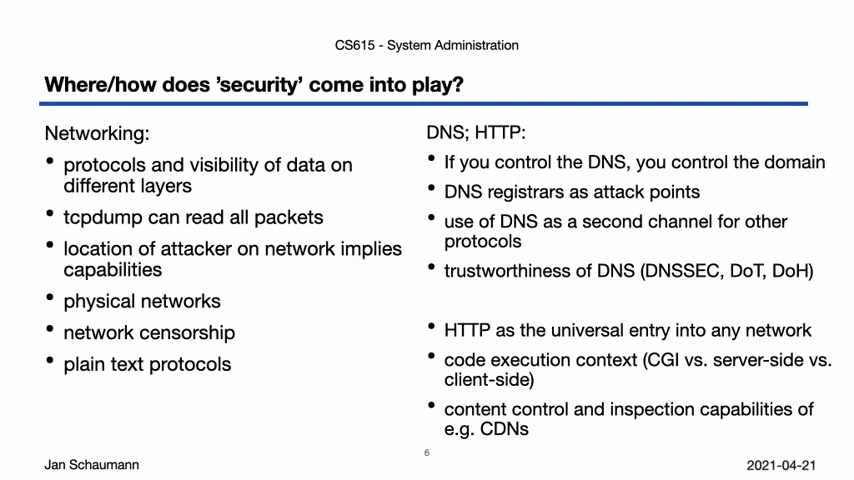 CS615 - System Administration
Where/how does ’security’ come into play?
Networking:
• protocols and visibility of data on
different layers
• tcpdump can read all packets
• location of attacker on network implies
capabilities
• physical networks
• network censorship
• plain text protocols
DNS; HTTP:
• If you control the DNS, you control the domain
• DNS registrars as attack points
• use of DNS as a second channel for other
protocols
• trustworthiness of DNS (DNSSEC, DoT, DoH)
• HTTP as the universal entry into any network
• code execution context (CGI vs. server-side vs.
client-side)
• content control and inspection capabilities of
e.g. CDNs
Jan Schaumann
6
2021-04-21